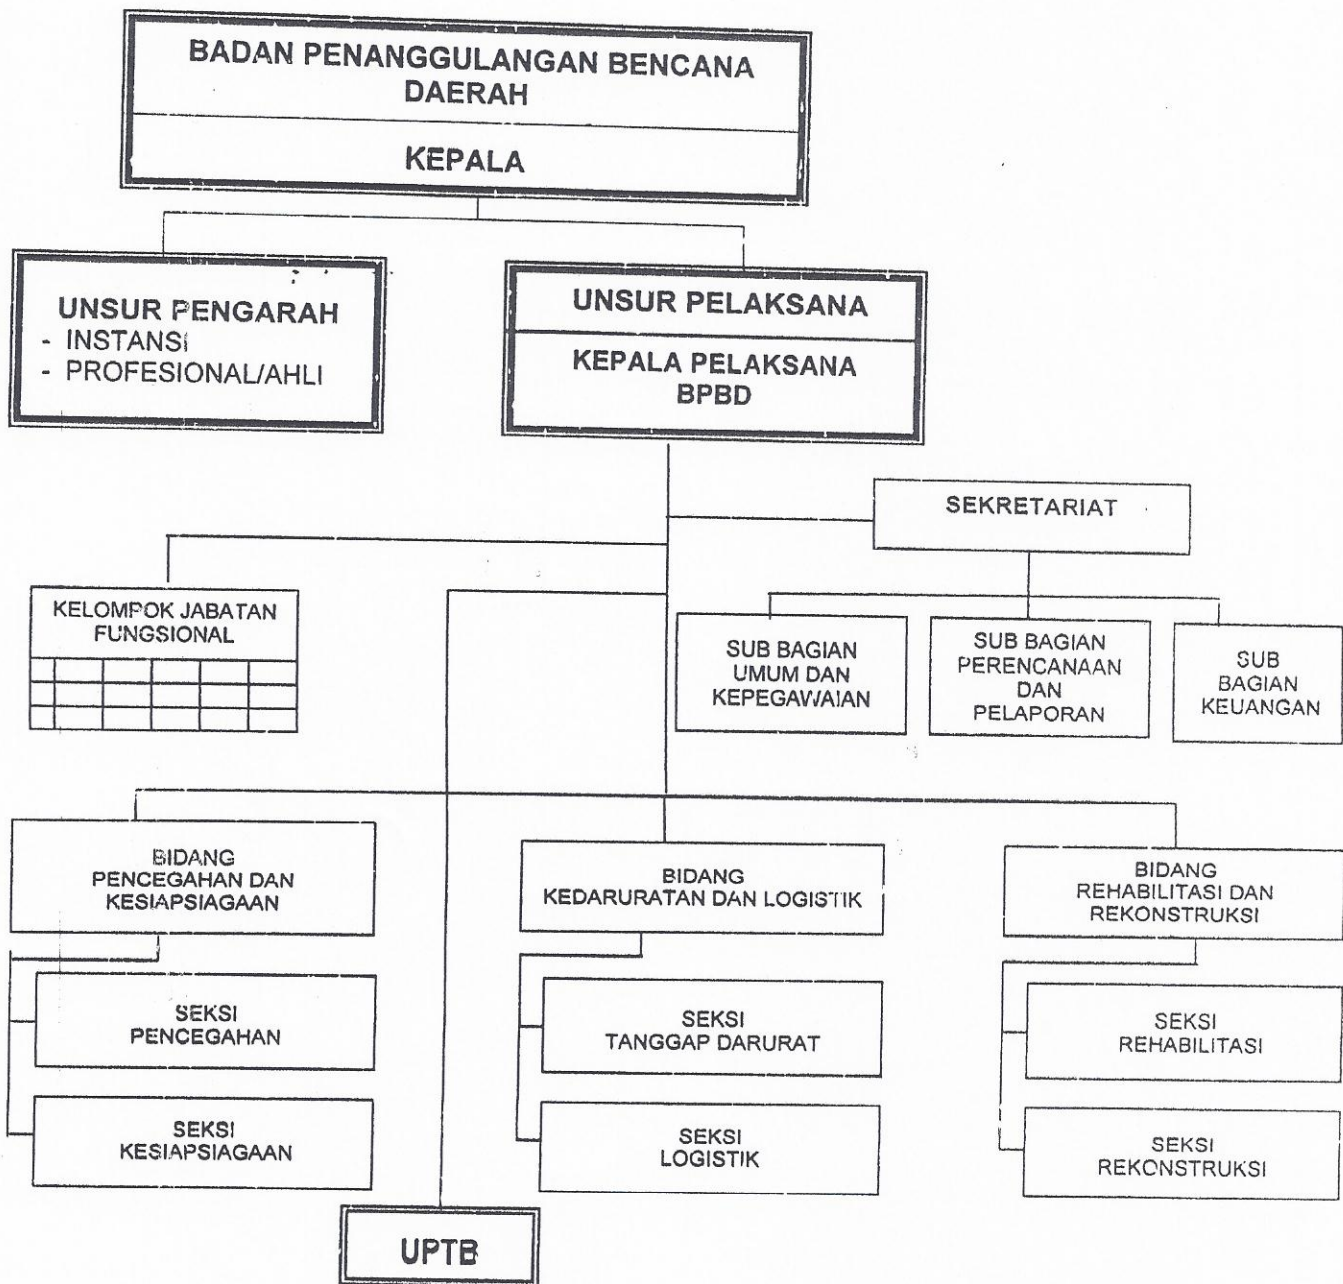 BADAN PENANGGULANGAN BENCANA
DAERAH
KEPALA
UNSUR PENGARAH
- INSTANSI
- PROFESIONAL/AHLI
UNSUR PELAKSANA
KEPALA PELAKSANA
BPBD
SEKRETARIAT
KELOMPOK JABATAN
FUNGSIONAL
SUB BAGIAN
UMUM DAN
KEPEGAWAIAN
SUB BAGIAN
PERENCANAAN
DAN
PELAPORAN
SUB
BAGIAN
KEUANGAN
BIDANG
PENCEGAHAN DAN
KESIAPSIAGAAN
BIDANG
KEDARURATAN DAN LOGISTIK
BIDANG
REHABILITASI DAN
REKONSTRUKSI
SEKSI
PENCEGAHAN
SEKSI
TANGGAP DARURAT
SEKSI
REHABILITASI
SEKSI
KESIAPSIAGAAN
SEKSI
LOGISTIK
SEKSI
REKONSTRUKSI
UPTB